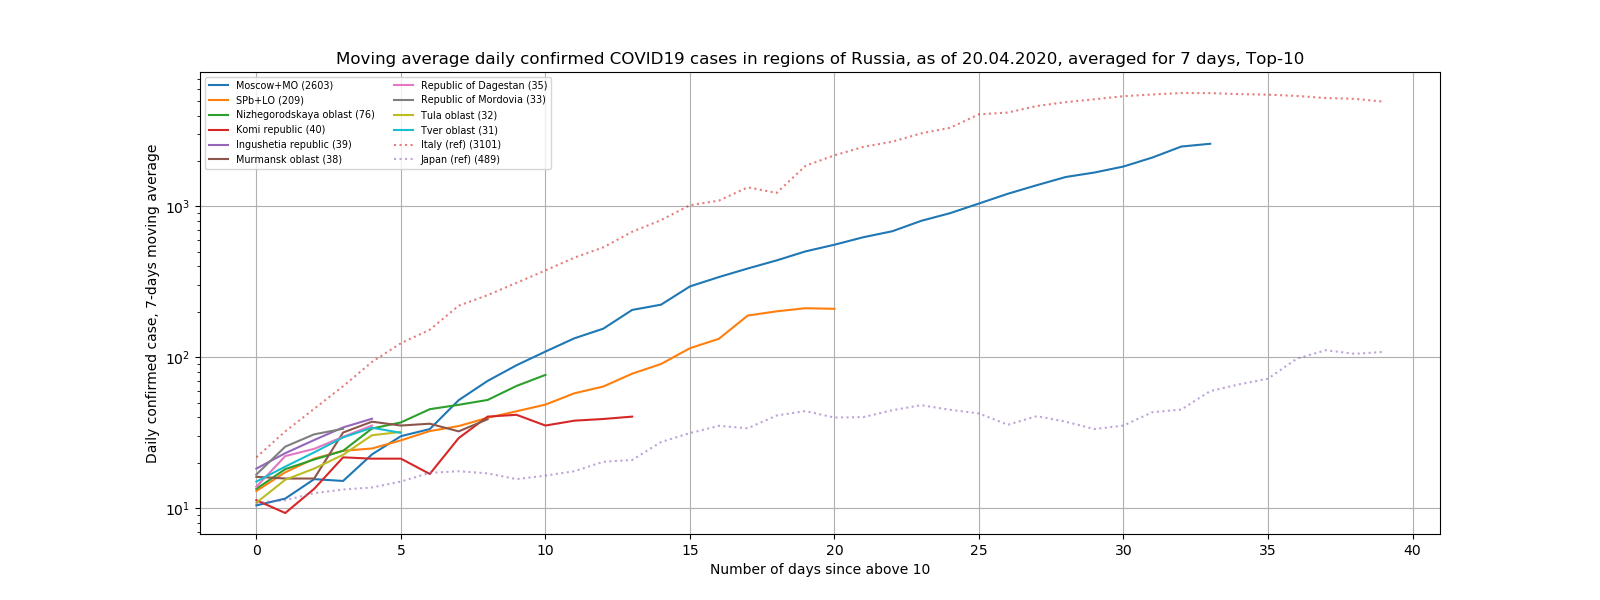 Moving average daily confirmed COVID19 cases in regions of Russia, as of 20.04.2020, averaged for 7 days, Top-10
Moscow+MO (2603)
SPb+LO (209)
Nizhegorodskaya oblast (76)
Komi republic (40)
Ingushetia republic (39)
Murmansk oblast (38)
Republic of Dagestan (35)
Republic of Mordovia (33)
Tula oblast (32)
Tver oblast (31)
Italy (ref) (3101)
Japan (ref) (489)
Daily confirmed case, 7-days moving average
10³
10²
10¹
0 5 10 15 20 25 30 35 40
Number of days since above 10